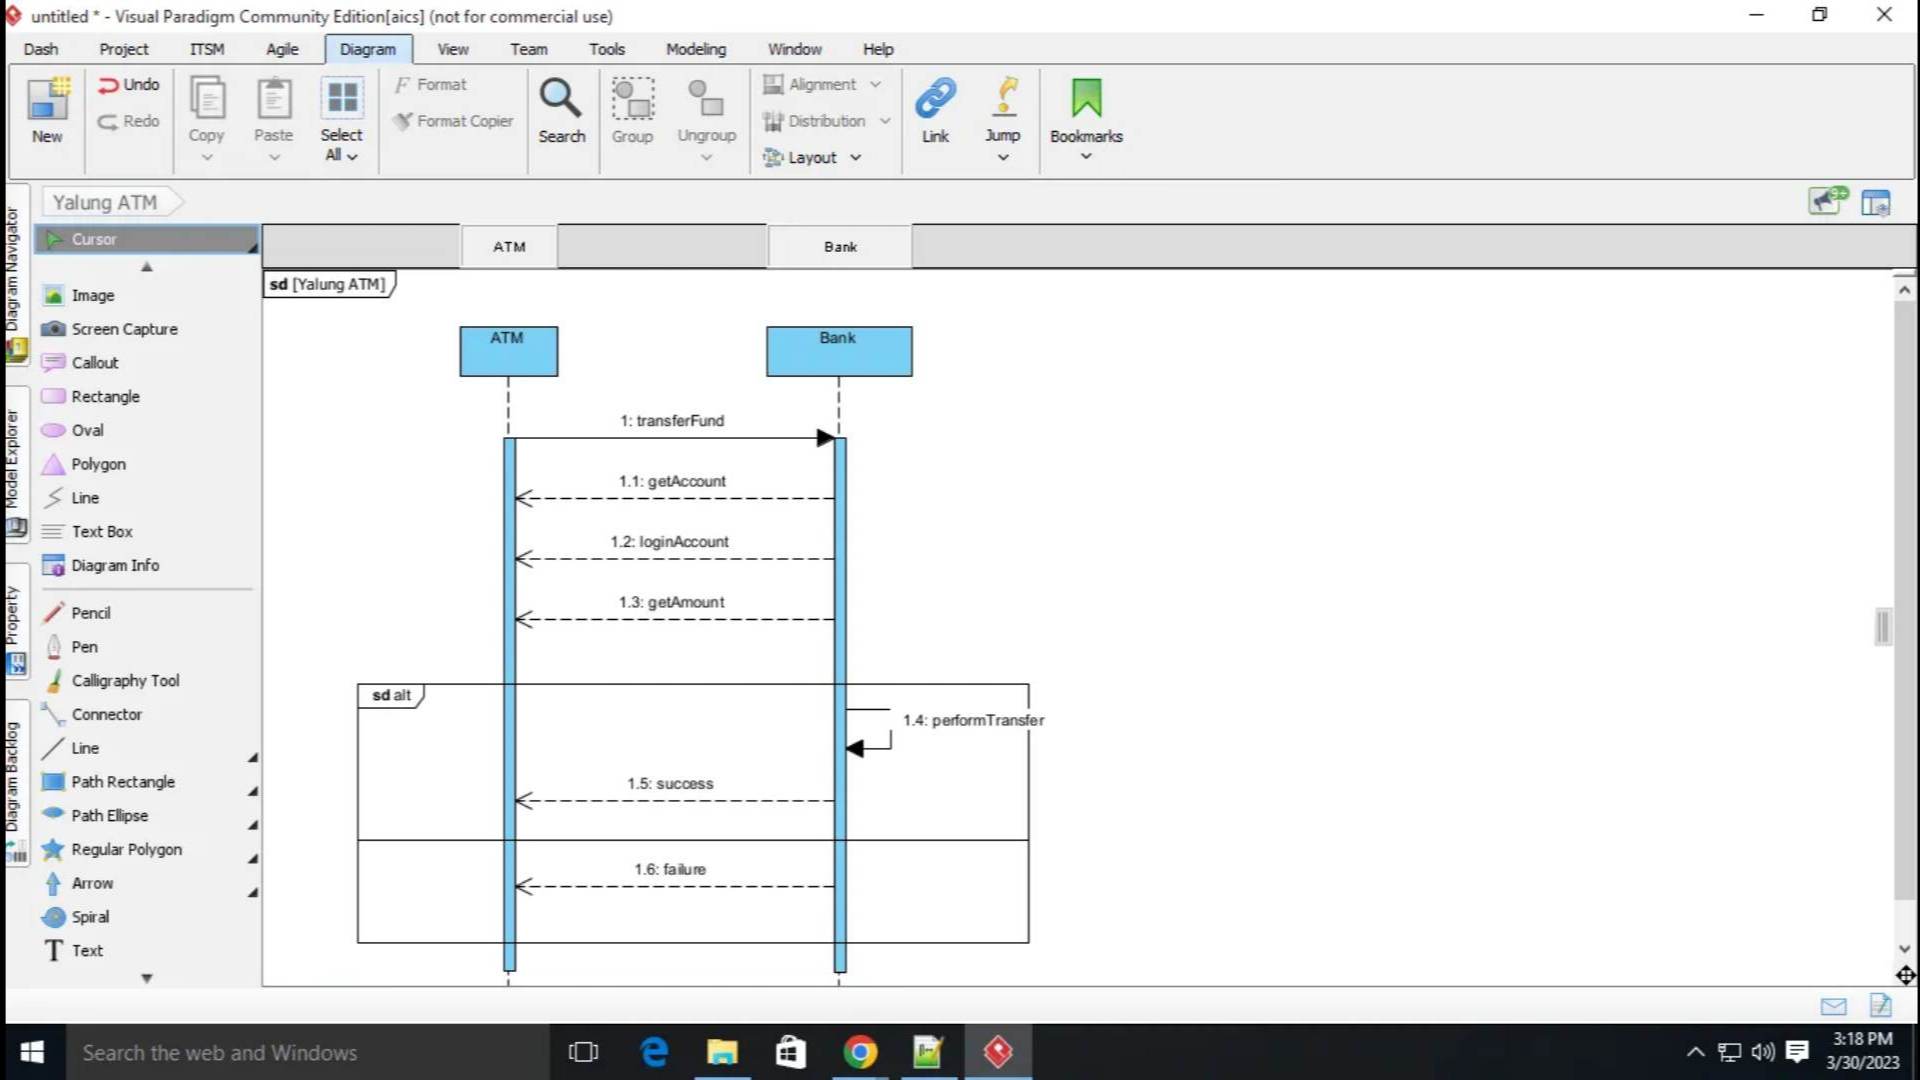 untitled * - Visual Paradigm Community Edition[aics] (not for commercial use)
Dash Project ITSM Agile Diagram View Team Tools Modeling Window Help
New
Undo
Redo
Copy
Paste
Select
All
Format
Format Copier
Search
Group
Ungroup
Alignment
Distribution
Layout
Link
Jump
Bookmarks
Yalung ATM
9+
Diagram Navigator
Model Explorer
Property
Diagram Backlog
Cursor
Image
Screen Capture
Callout
Rectangle
Oval
Polygon
Line
Text Box
Diagram Info
Pencil
Pen
Calligraphy Tool
Connector
Line
Path Rectangle
Path Ellipse
Regular Polygon
Arrow
Spiral
T Text
ATM Bank
sd [Yalung ATM]
ATM Bank
1: transferFund
1.1: getAccount
1.2: loginAccount
1.3: getAmount
sd alt
1.4: performTransfer
1.5: success
1.6: failure
Search the web and Windows
3:18 PM
3/30/2023